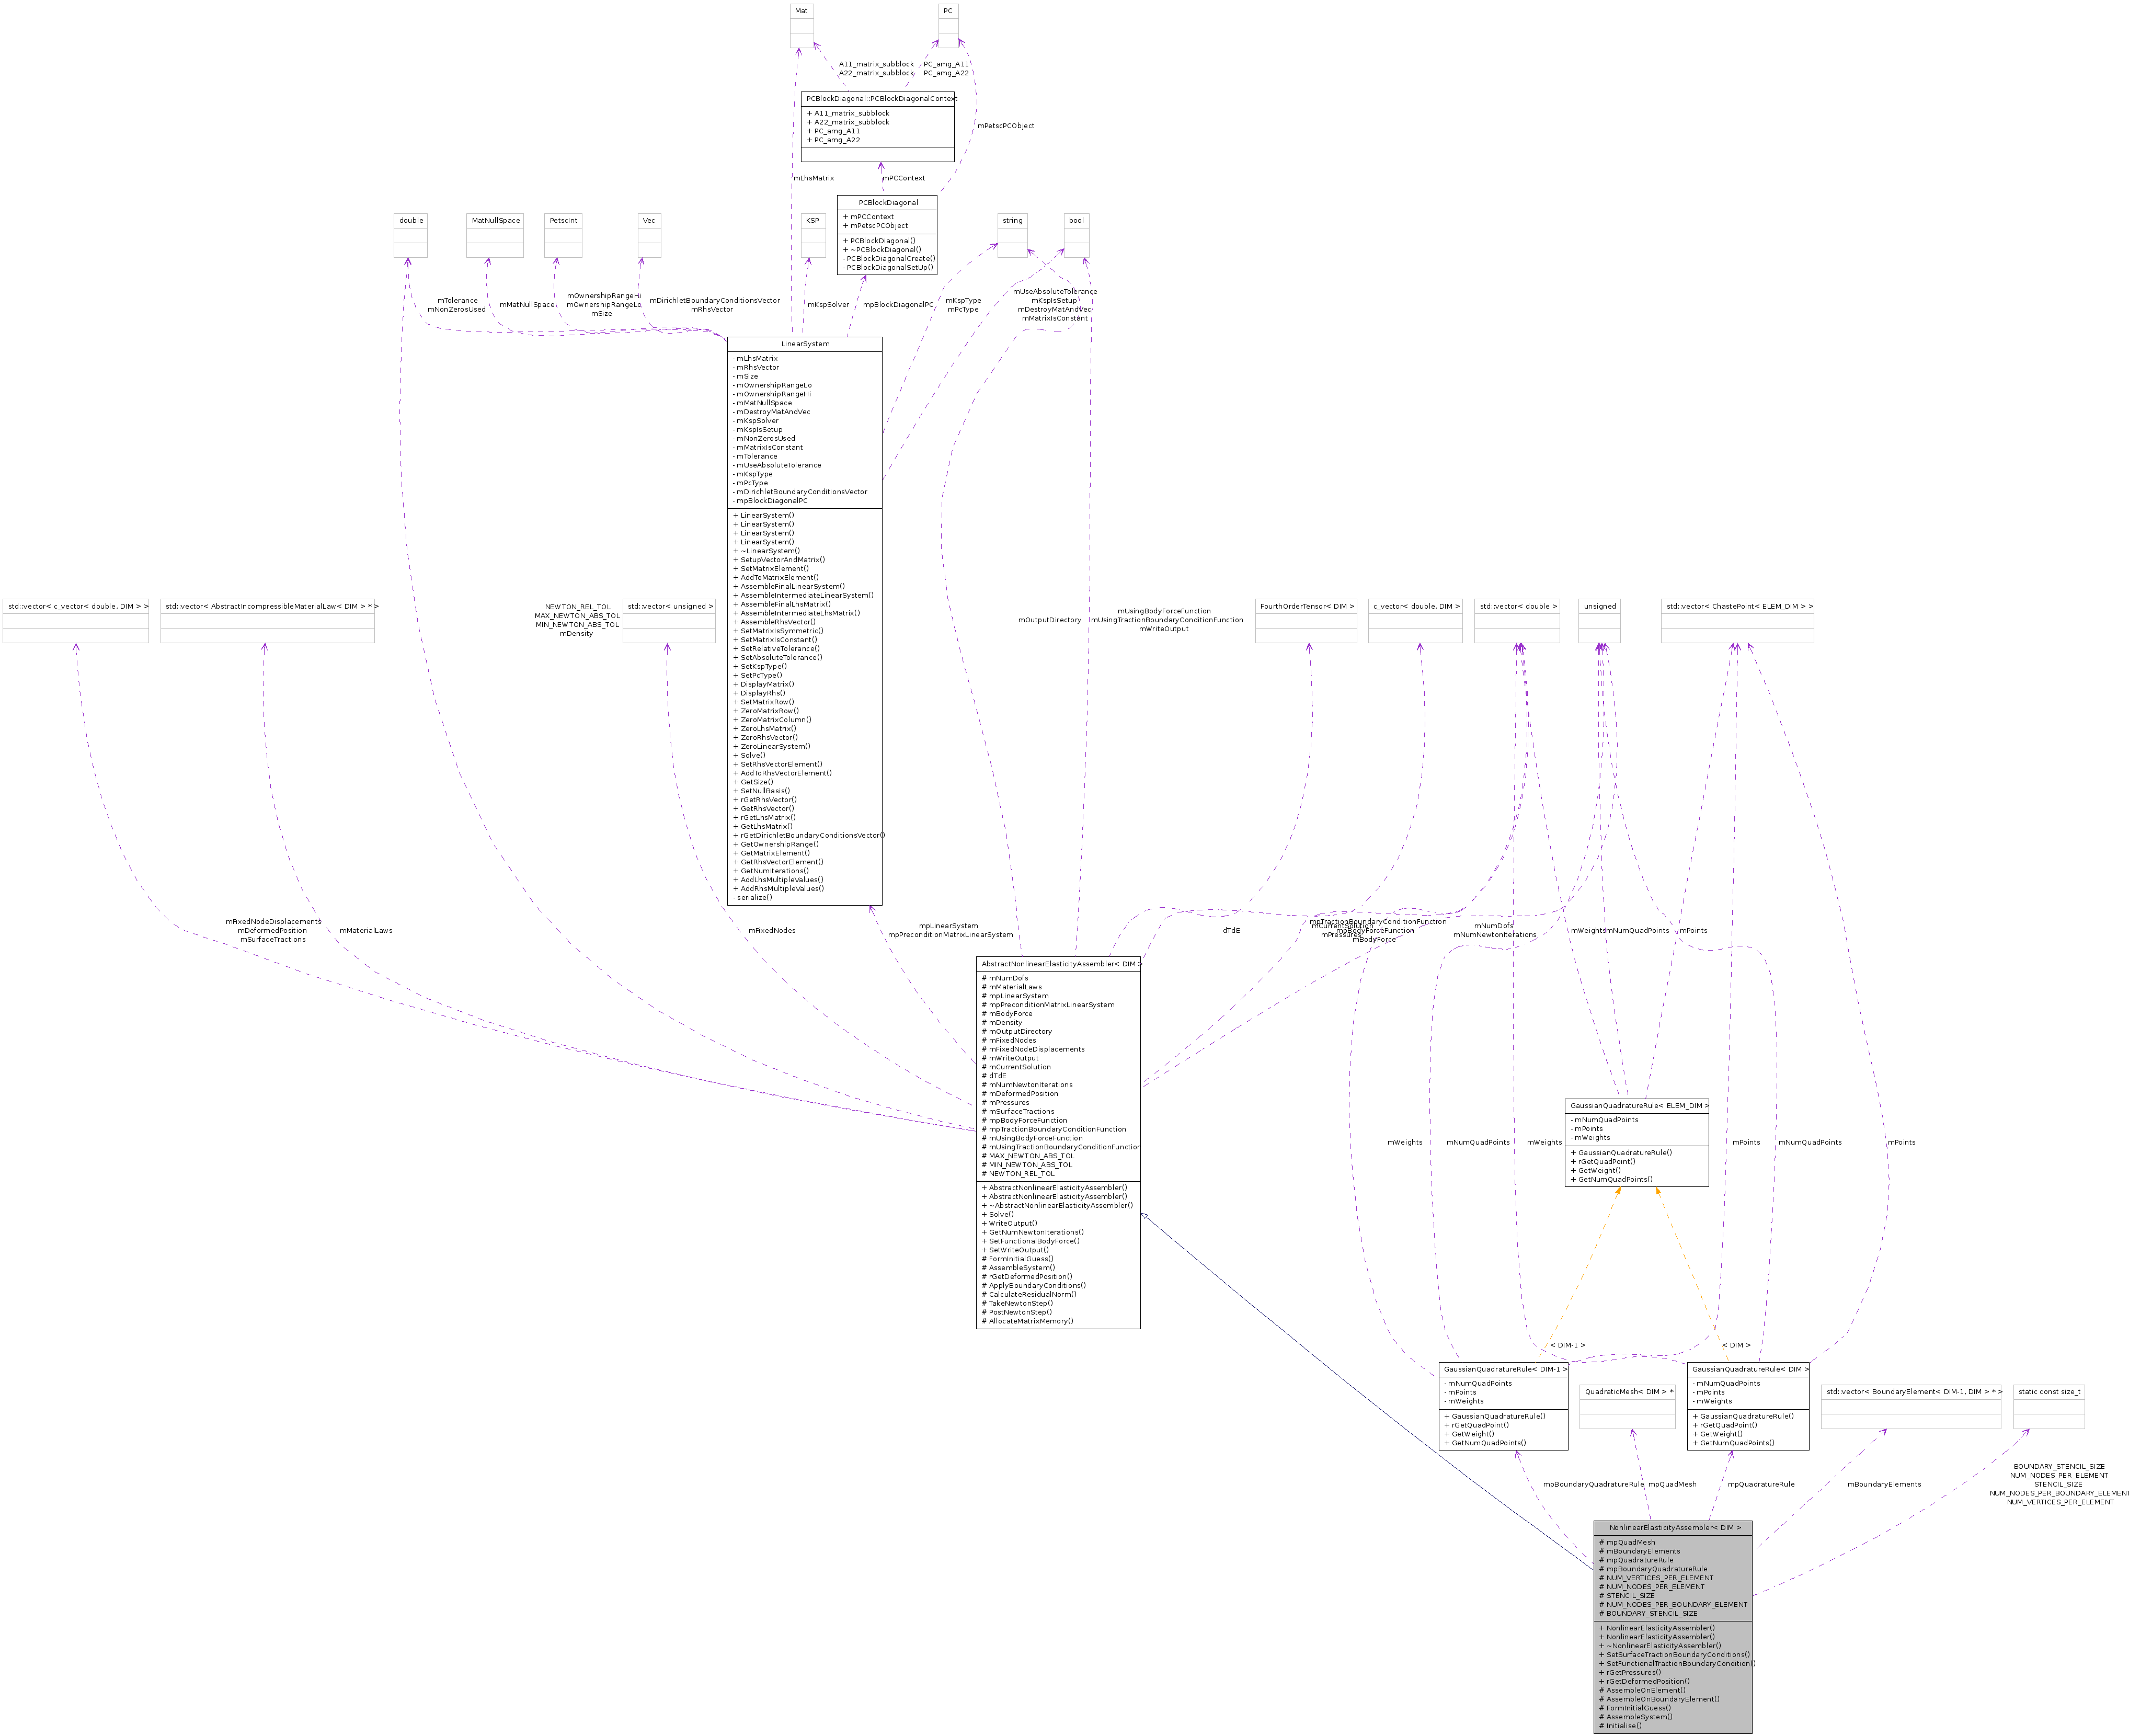 Mat
PC
A11_matrix_subblock
A22_matrix_subblock
PC_amg_A11
PC_amg_A22
PCBlockDiagonal::PCBlockDiagonalContext
+ A11_matrix_subblock
+ A22_matrix_subblock
+ PC_amg_A11
+ PC_amg_A22
mPetscPCObject
mLhsMatrix
mPCContext
PCBlockDiagonal
+ mPCContext
+ mPetscPCObject
+ PCBlockDiagonal()
+ ~PCBlockDiagonal()
- PCBlockDiagonalCreate()
- PCBlockDiagonalSetUp()
double
MatNullSpace
PetscInt
Vec
KSP
string
bool
mTolerance
mNonZerosUsed
mMatNullSpace
mOwnershipRangeHi
mOwnershipRangeLo
mSize
mDirichletBoundaryConditionsVector
mRhsVector
mKspSolver
mpBlockDiagonalPC
mKspType
mPcType
mUseAbsoluteTolerance
mKspIsSetup
mDestroyMatAndVec
mMatrixIsConstant
LinearSystem
- mLhsMatrix
- mRhsVector
- mSize
- mOwnershipRangeLo
- mOwnershipRangeHi
- mMatNullSpace
- mDestroyMatAndVec
- mKspSolver
- mKspIsSetup
- mNonZerosUsed
- mMatrixIsConstant
- mTolerance
- mUseAbsoluteTolerance
- mKspType
- mPcType
- mDirichletBoundaryConditionsVector
- mpBlockDiagonalPC
+ LinearSystem()
+ LinearSystem()
+ LinearSystem()
+ LinearSystem()
+ ~LinearSystem()
+ SetupVectorAndMatrix()
+ SetMatrixElement()
+ AddToMatrixElement()
+ AssembleFinalLinearSystem()
+ AssembleIntermediateLinearSystem()
+ AssembleFinalLhsMatrix()
+ AssembleIntermediateLhsMatrix()
+ AssembleRhsVector()
+ SetMatrixIsSymmetric()
+ SetMatrixIsConstant()
+ SetRelativeTolerance()
+ SetAbsoluteTolerance()
+ SetKspType()
+ SetPcType()
+ DisplayMatrix()
+ DisplayRhs()
+ SetMatrixRow()
+ ZeroMatrixRow()
+ ZeroMatrixColumn()
+ ZeroLhsMatrix()
+ ZeroRhsVector()
+ ZeroLinearSystem()
+ Solve()
+ SetRhsVectorElement()
+ AddToRhsVectorElement()
+ GetSize()
+ SetNullBasis()
+ rGetRhsVector()
+ GetRhsVector()
+ rGetLhsMatrix()
+ GetLhsMatrix()
+ rGetDirichletBoundaryConditionsVector()
+ GetOwnershipRange()
+ GetMatrixElement()
+ GetRhsVectorElement()
+ GetNumIterations()
+ AddLhsMultipleValues()
+ AddRhsMultipleValues()
- serialize()
std::vector< c_vector< double, DIM > >
std::vector< AbstractIncompressibleMaterialLaw< DIM > * >
NEWTON_REL_TOL
MAX_NEWTON_ABS_TOL
MIN_NEWTON_ABS_TOL
mDensity
std::vector< unsigned >
mOutputDirectory
mUsingBodyForceFunction
mUsingTractionBoundaryConditionFunction
mWriteOutput
FourthOrderTensor< DIM >
c_vector< double, DIM >
std::vector< double >
unsigned
std::vector< ChastePoint< ELEM_DIM > >
mFixedNodeDisplacements
mDeformedPosition
mSurfaceTractions
mMaterialLaws
mFixedNodes
mpLinearSystem
mpPreconditionMatrixLinearSystem
dTdE
mpTractionBoundaryConditionFunction
mpBodyForceFunction
mBodyForce
mCurrentSolution
mPressures
mNumDofs
mNumNewtonIterations
mWeights
mNumQuadPoints
mPoints
AbstractNonlinearElasticityAssembler< DIM >
# mNumDofs
# mMaterialLaws
# mpLinearSystem
# mpPreconditionMatrixLinearSystem
# mBodyForce
# mDensity
# mOutputDirectory
# mFixedNodes
# mFixedNodeDisplacements
# mWriteOutput
# mCurrentSolution
# dTdE
# mNumNewtonIterations
# mDeformedPosition
# mPressures
# mSurfaceTractions
# mpBodyForceFunction
# mpTractionBoundaryConditionFunction
# mUsingBodyForceFunction
# mUsingTractionBoundaryConditionFunction
# MAX_NEWTON_ABS_TOL
# MIN_NEWTON_ABS_TOL
# NEWTON_REL_TOL
+ AbstractNonlinearElasticityAssembler()
+ AbstractNonlinearElasticityAssembler()
+ ~AbstractNonlinearElasticityAssembler()
+ Solve()
+ WriteOutput()
+ GetNumNewtonIterations()
+ SetFunctionalBodyForce()
+ SetWriteOutput()
# FormInitialGuess()
# AssembleSystem()
# rGetDeformedPosition()
# ApplyBoundaryConditions()
# CalculateResidualNorm()
# TakeNewtonStep()
# PostNewtonStep()
# AllocateMatrixMemory()
GaussianQuadratureRule< ELEM_DIM >
- mNumQuadPoints
- mPoints
- mWeights
+ GaussianQuadratureRule()
+ rGetQuadPoint()
+ GetWeight()
+ GetNumQuadPoints()
mWeights
mNumQuadPoints
mWeights
mPoints
mNumQuadPoints
mPoints
< DIM-1 >
< DIM >
GaussianQuadratureRule< DIM-1 >
- mNumQuadPoints
- mPoints
- mWeights
+ GaussianQuadratureRule()
+ rGetQuadPoint()
+ GetWeight()
+ GetNumQuadPoints()
QuadraticMesh< DIM > *
GaussianQuadratureRule< DIM >
- mNumQuadPoints
- mPoints
- mWeights
+ GaussianQuadratureRule()
+ rGetQuadPoint()
+ GetWeight()
+ GetNumQuadPoints()
std::vector< BoundaryElement< DIM-1, DIM > * >
static const size_t
mpBoundaryQuadratureRule
mpQuadMesh
mpQuadratureRule
mBoundaryElements
BOUNDARY_STENCIL_SIZE
NUM_NODES_PER_ELEMENT
STENCIL_SIZE
NUM_NODES_PER_BOUNDARY_ELEMENT
NUM_VERTICES_PER_ELEMENT
NonlinearElasticityAssembler< DIM >
# mpQuadMesh
# mBoundaryElements
# mpQuadratureRule
# mpBoundaryQuadratureRule
# NUM_VERTICES_PER_ELEMENT
# NUM_NODES_PER_ELEMENT
# STENCIL_SIZE
# NUM_NODES_PER_BOUNDARY_ELEMENT
# BOUNDARY_STENCIL_SIZE
+ NonlinearElasticityAssembler()
+ NonlinearElasticityAssembler()
+ ~NonlinearElasticityAssembler()
+ SetSurfaceTractionBoundaryConditions()
+ SetFunctionalTractionBoundaryCondition()
+ rGetPressures()
+ rGetDeformedPosition()
# AssembleOnElement()
# AssembleOnBoundaryElement()
# FormInitialGuess()
# AssembleSystem()
# Initialise()